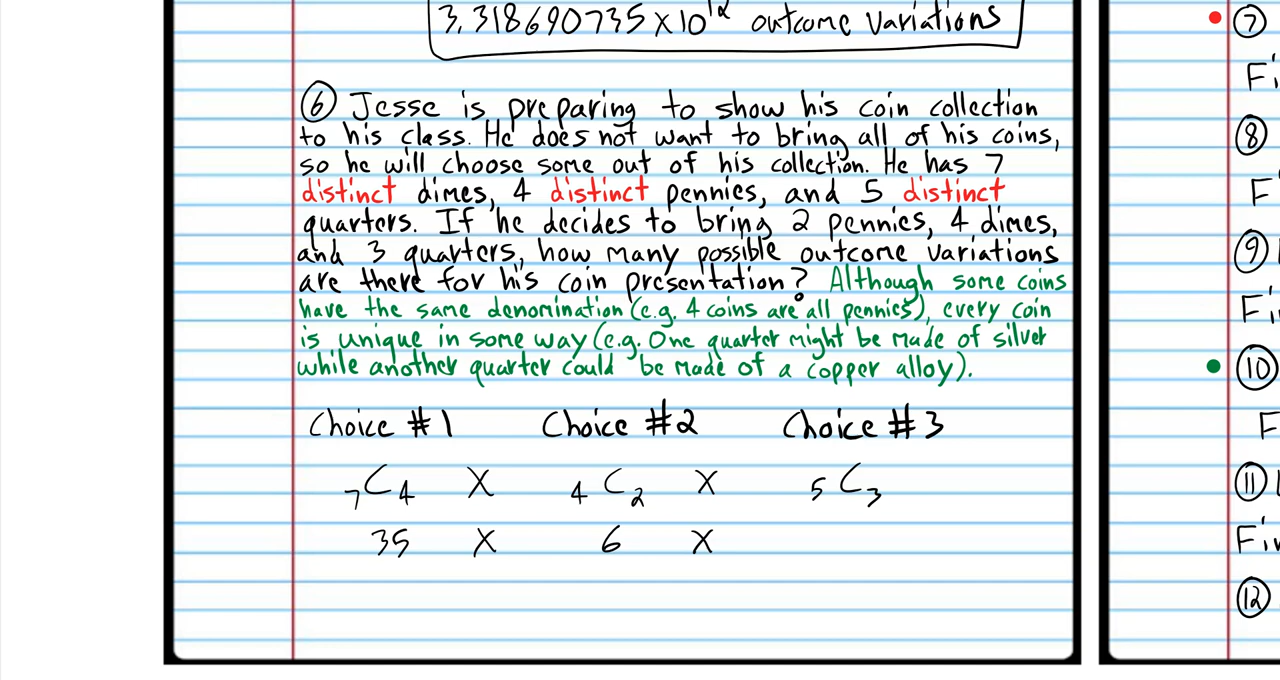 3.318690735 x 10¹² outcome variations
⑥ Jesse is preparing to show his coin collection
to his class. He does not want to bring all of his coins,
so he will choose some out of his collection. He has 7
distinct dimes, 4 distinct pennies, and 5 distinct
quarters. If he decides to bring 2 pennies, 4 dimes,
and 3 quarters, how many possible outcome variations
are there for his coin presentation? Although some coins
have the same denomination (e.g. 4 coins are all pennies), every coin
is unique in some way (e.g. One quarter might be made of silver
while another quarter could be made of a copper alloy).
Choice #1 Choice #2 Choice #3
₇C₄ X ₄C₂ X ₅C₃
35 X 6 X
⑦
Fi
⑧
F
⑨
Fi
⑩
F
⑪
Fin
⑫